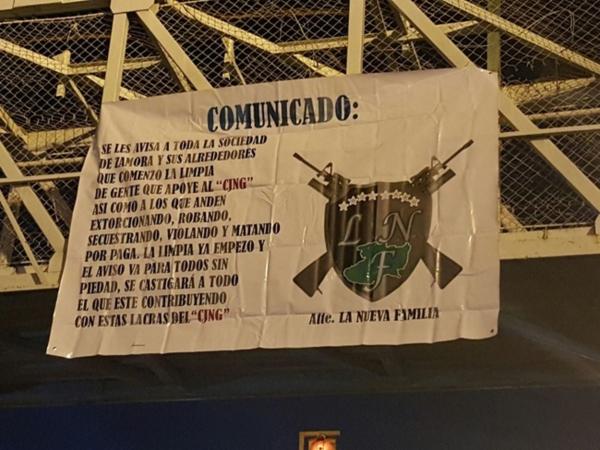 COMUNICADO:
SE LES AVISA A TODA LA SOCIEDAD
DE ZAMORA Y SUS ALREDEDORES
QUE COMENZO LA LIMPIA
DE GENTE QUE APOYE AL "CJNG"
ASI COMO A LOS QUE ANDEN
EXTORCIONANDO, ROBANDO,
SECUESTRANDO, VIOLANDO Y MATANDO
POR PAGA. LA LIMPIA YA EMPEZO Y
EL AVISO VA PARA TODOS SIN
PIEDAD, SE CASTIGARÁ A TODO
EL QUE ESTE CONTRIBUYENDO
CON ESTAS LACRAS DEL "CJNG"
L N
F
Atte. LA NUEVA FAMILIA